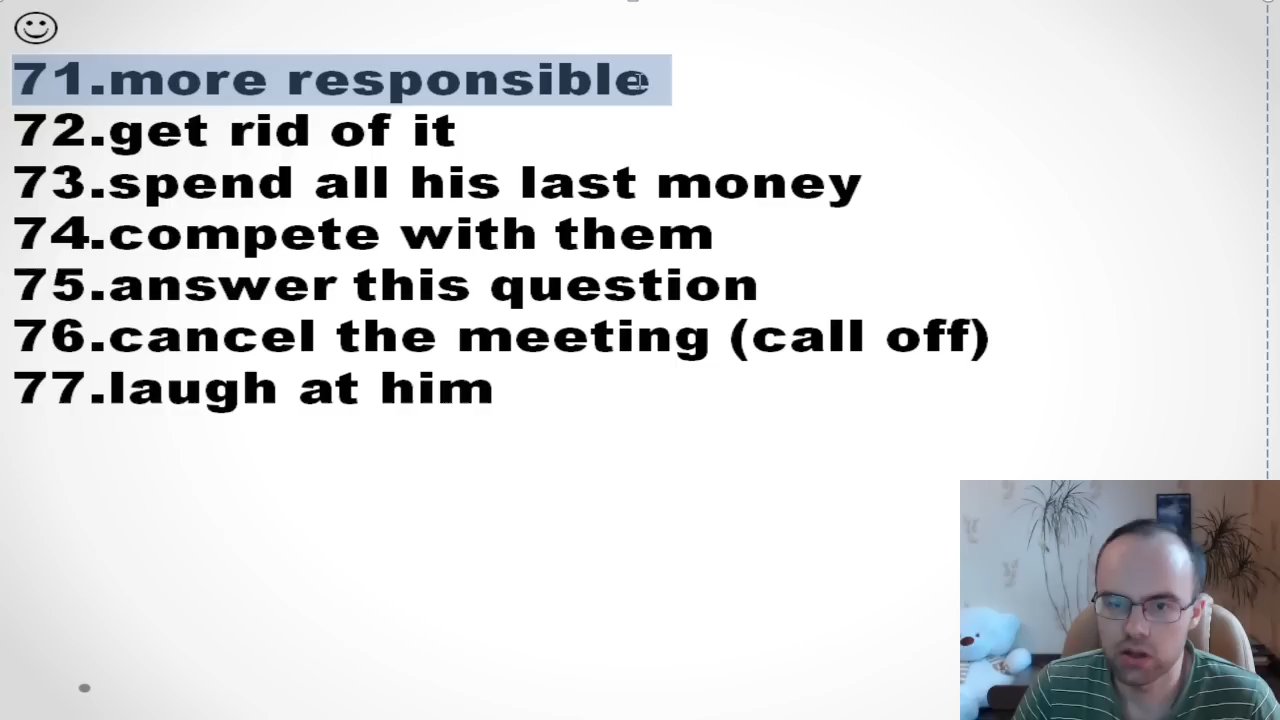 71.more responsible
72.get rid of it
73.spend all his last money
74.compete with them
75.answer this question
76.cancel the meeting (call off)
77.laugh at him